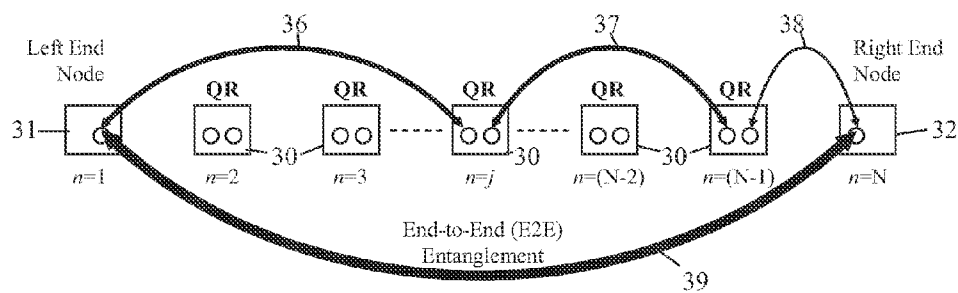 36 37 38
Left End Node
Right End Node
QR QR QR QR QR
31 30 30 30 32
n=1 n=2 n=3 n=j n=(N-2) n=(N-1) n=N
End-to-End (E2E)
Entanglement
39